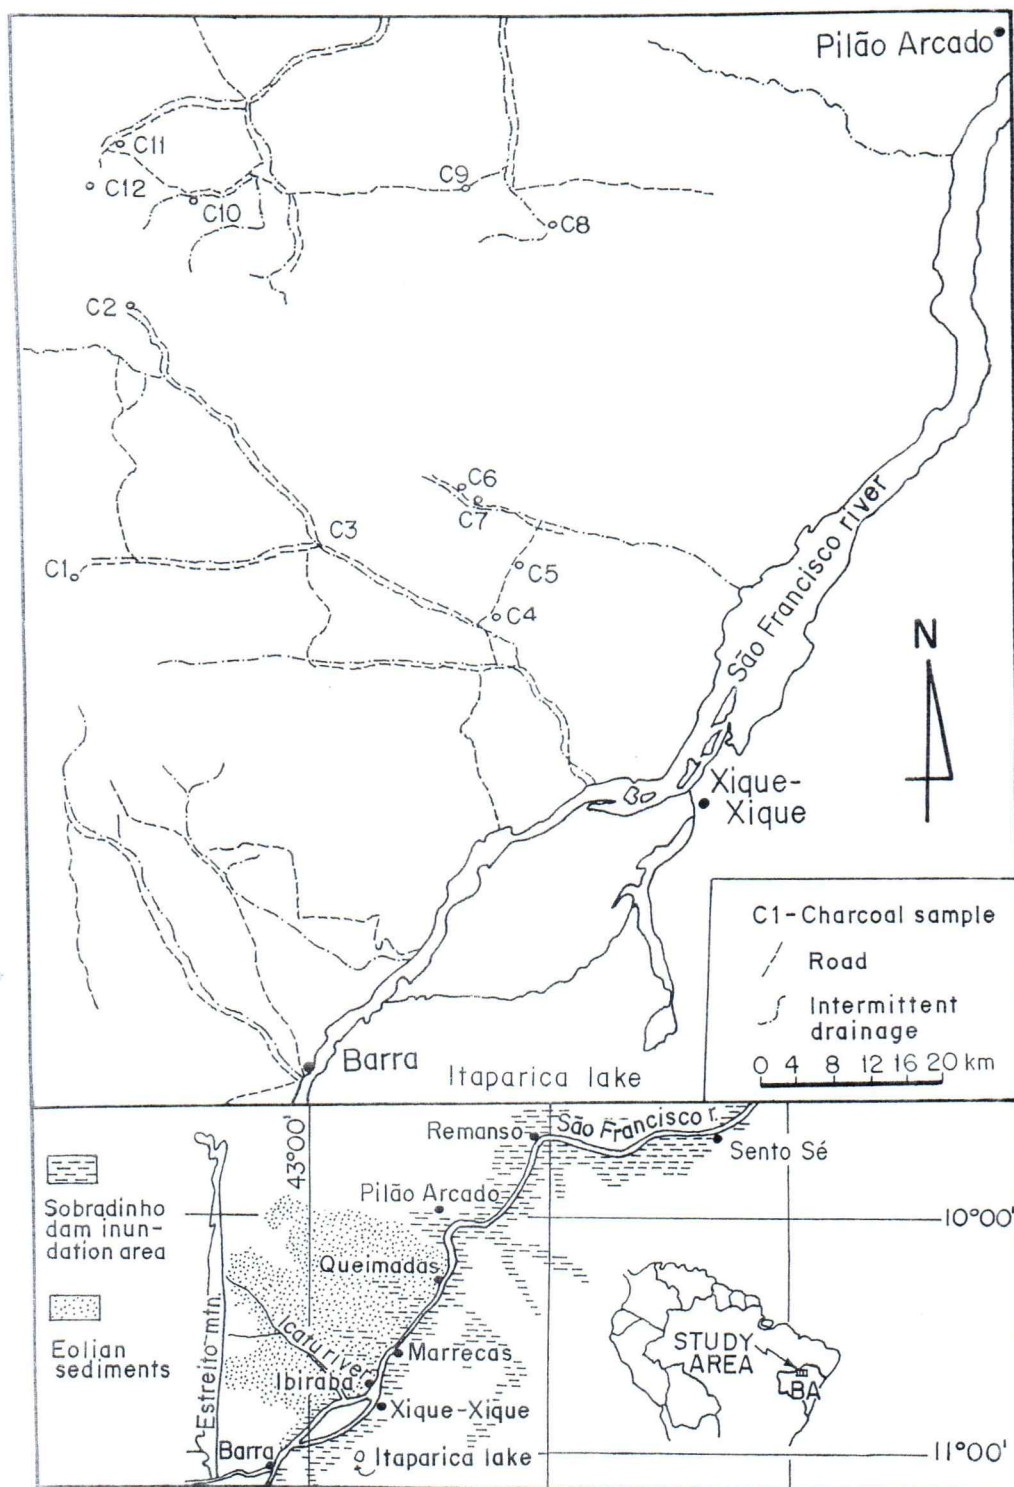 Pilão Arcado
C11
C12
C10
C9
C8
C2
C6
C7
C3
C1
C5
C4
São Francisco river
N
Xique-
Xique
Barra
Itaparica lake
C1-Charcoal sample
Road
Intermittent
drainage
0 4 8 12 16 20 km
Sobradinho
dam inun-
dation area
Eolian
sediments
Estreito mtn.
43°00'
Remanso
São Francisco r.
Sento Sé
Pilão Arcado
10°00'
Queimadas
Icatu river
Marrecas
Ibiraba
Xique-Xique
Barra
Itaparica lake
11°00'
STUDY
AREA
BA